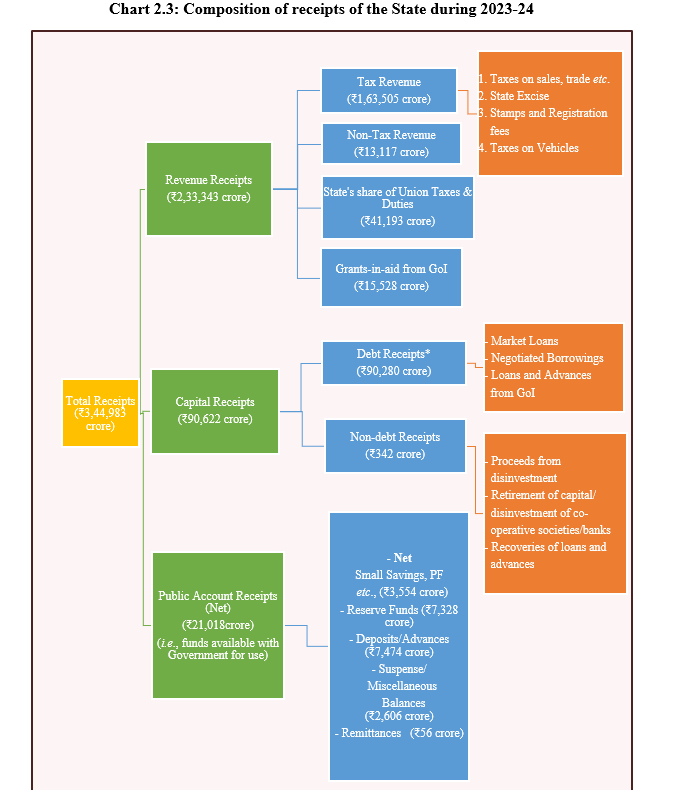 Chart 2.3: Composition of receipts of the State during 2023-24
Total Receipts
(₹3,44,983
crore)
Revenue Receipts
(₹2,33,343 crore)
Tax Revenue
(₹1,63,505 crore)
1. Taxes on sales, trade etc.
2. State Excise
3. Stamps and Registration
fees
4. Taxes on Vehicles
Non-Tax Revenue
(₹13,117 crore)
State's share of Union Taxes &
Duties
(₹41,193 crore)
Grants-in-aid from GoI
(₹15,528 crore)
Capital Receipts
(₹90,622 crore)
Debt Receipts*
(₹90,280 crore)
- Market Loans
- Negotiated Borrowings
- Loans and Advances
from GoI
Non-debt Receipts
(₹342 crore)
- Proceeds from
disinvestment
- Retirement of capital/
disinvestment of co-
operative societies/banks
- Recoveries of loans and
advances
Public Account Receipts
(Net)
(₹21,018crore)
(i.e., funds available with
Government for use)
- Net
Small Savings, PF
etc., (₹3,554 crore)
- Reserve Funds (₹7,328
crore)
- Deposits/Advances
(₹7,474 crore)
- Suspense/
Miscellaneous
Balances
(₹2,606 crore)
- Remittances (₹56 crore)